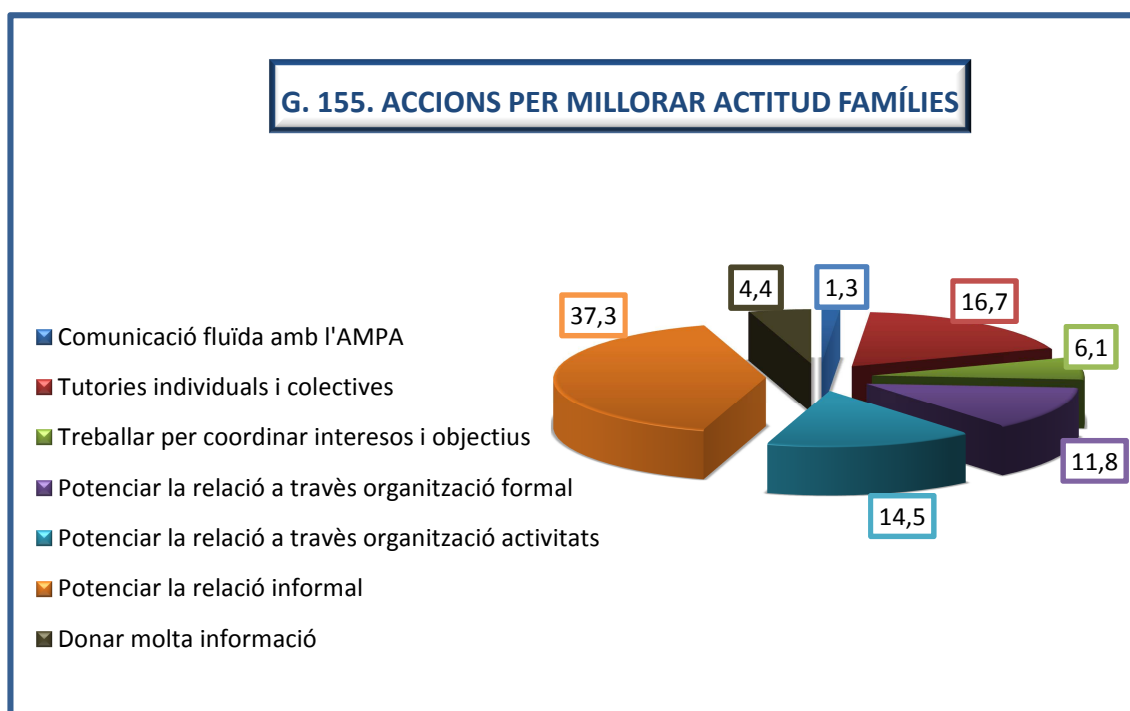 G. 155. ACCIONS PER MILLORAR ACTITUD FAMÍLIES
Comunicació fluïda amb l'AMPA
Tutories individuals i colectives
Treballar per coordinar interesos i objectius
Potenciar la relació a travès organització formal
Potenciar la relació a travès organització activitats
Potenciar la relació informal
Donar molta informació
1,3
16,7
6,1
11,8
14,5
37,3
4,4